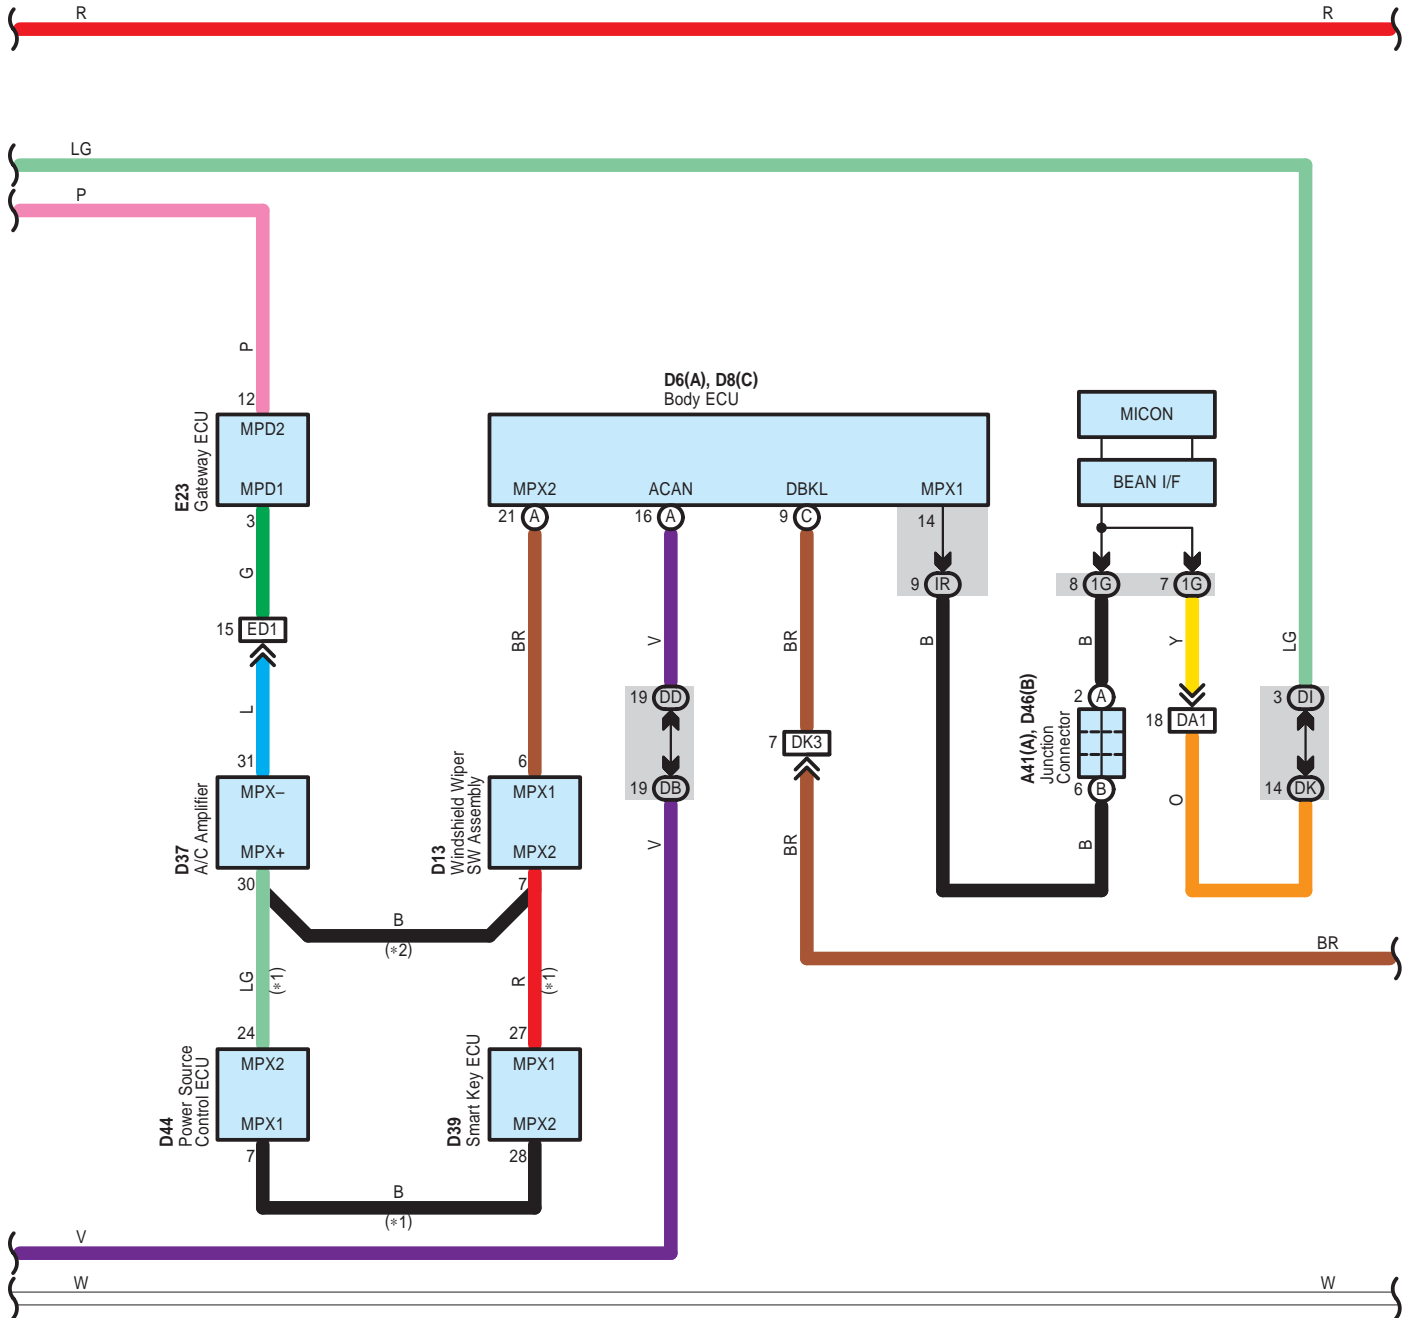 R R
LG
P
P
12
MPD2
MPD1
E23
Gateway ECU
3
G
15 ED1
L
31
MPX–
MPX+
D37
A/C Amplifier
30
B
(*2)
LG
(*1)
24
MPX2
MPX1
D44
Power Source
Control ECU
7
B
(*1)
D6(A), D8(C)
Body ECU
MPX2 ACAN DBKL MPX1
21 A 16 A 9 C 14
9 IR
BR
6
MPX1
MPX2
D13
Windshield Wiper
SW Assembly
7
R
(*1)
27
MPX1
MPX2
D39
Smart Key ECU
28
V
19 DD
19 DB
V
BR
7 DK3
BR
B
MICON
BEAN I/F
8 1G 7 1G
B
2 A
A41(A), D46(B)
Junction
Connector
6 B
B
Y
18 DA1
O
LG
3 DI
14 DK
BR
V
W W